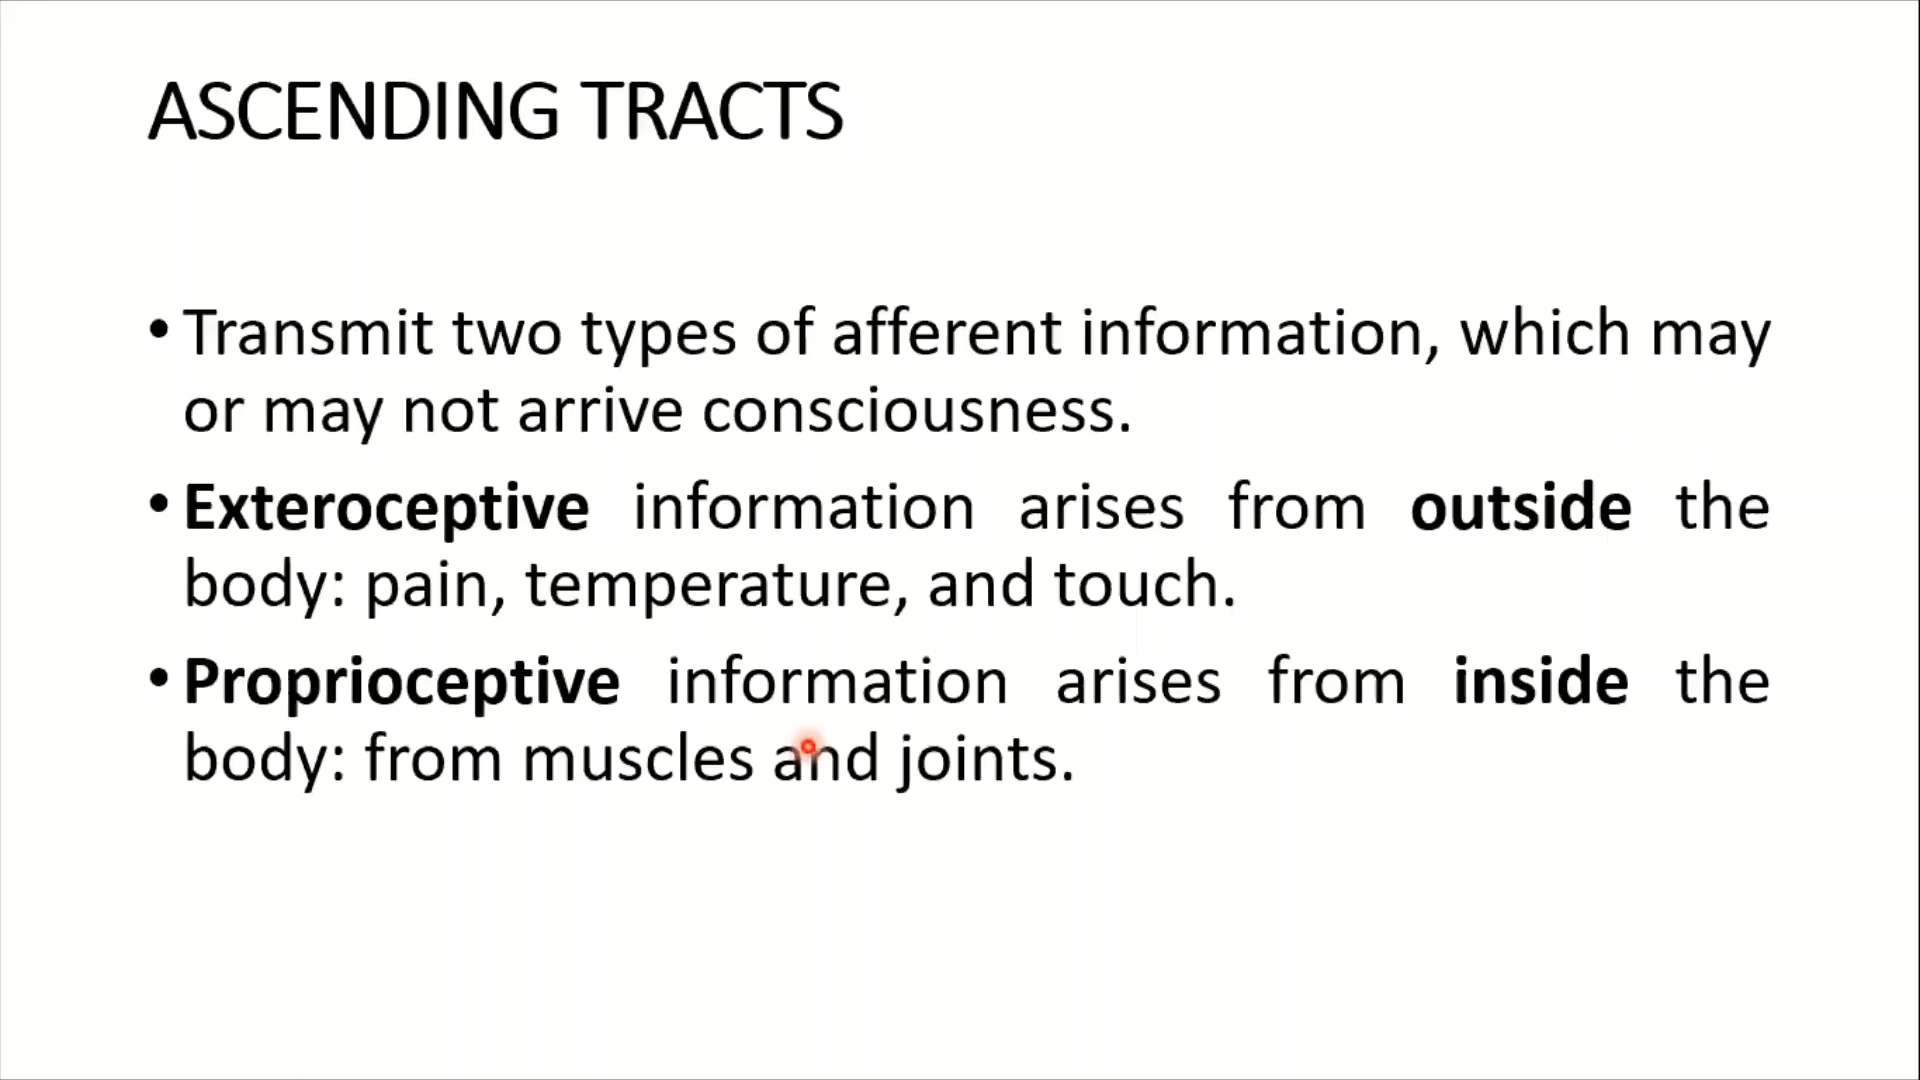 ASCENDING TRACTS
• Transmit two types of afferent information, which may
or may not arrive consciousness.
• Exteroceptive information arises from outside the
body: pain, temperature, and touch.
• Proprioceptive information arises from inside the
body: from muscles and joints.